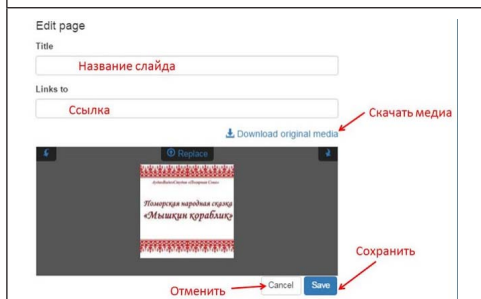 Edit page
Title
Название слайда
Links to
Ссылка
Скачать медиа
Download original media
Replace
Поморская народная сказка
«Мышкин кораблик»
Сохранить
Отменить
Cancel
Save